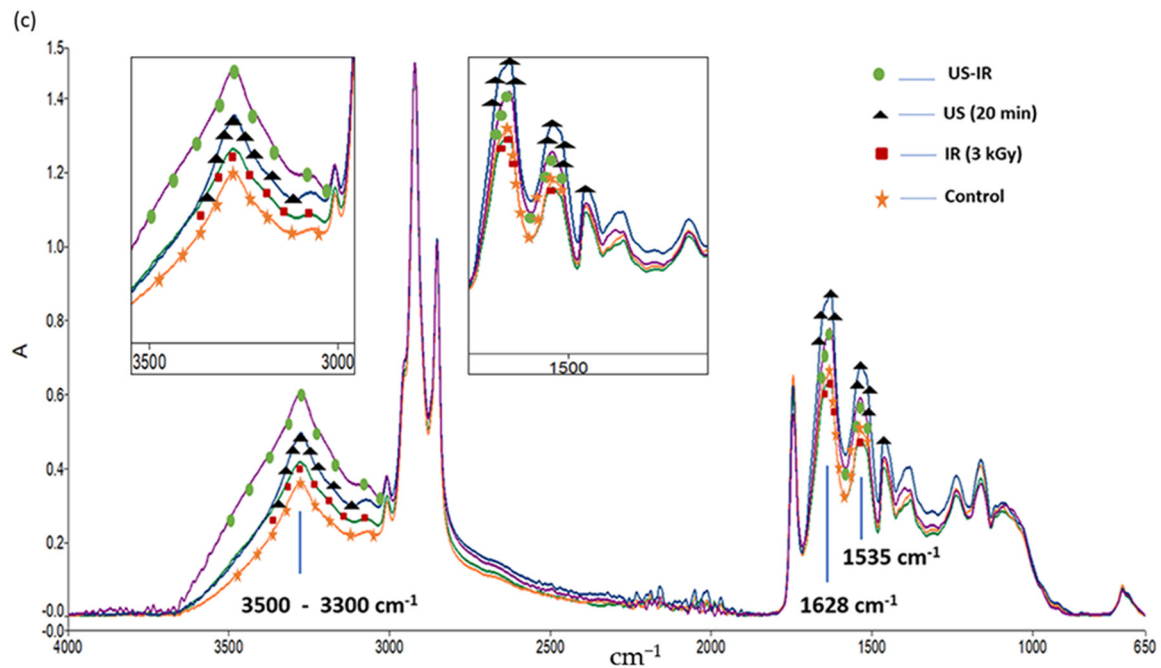 (c)
1.5
1.4
1.2
1.0
0.8
0.6
0.4
0.2
-0.0
-0.0
A
3500
3000
1500
US-IR
US (20 min)
IR (3 kGy)
Control
3500 - 3300 cm⁻¹
1628 cm⁻¹
1535 cm⁻¹
4000
3500
3000
2500
2000
1500
1000
650
cm⁻¹